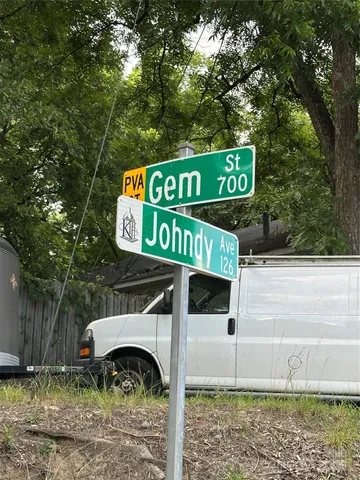 PVA
Gem St
700
Johndy Ave
126